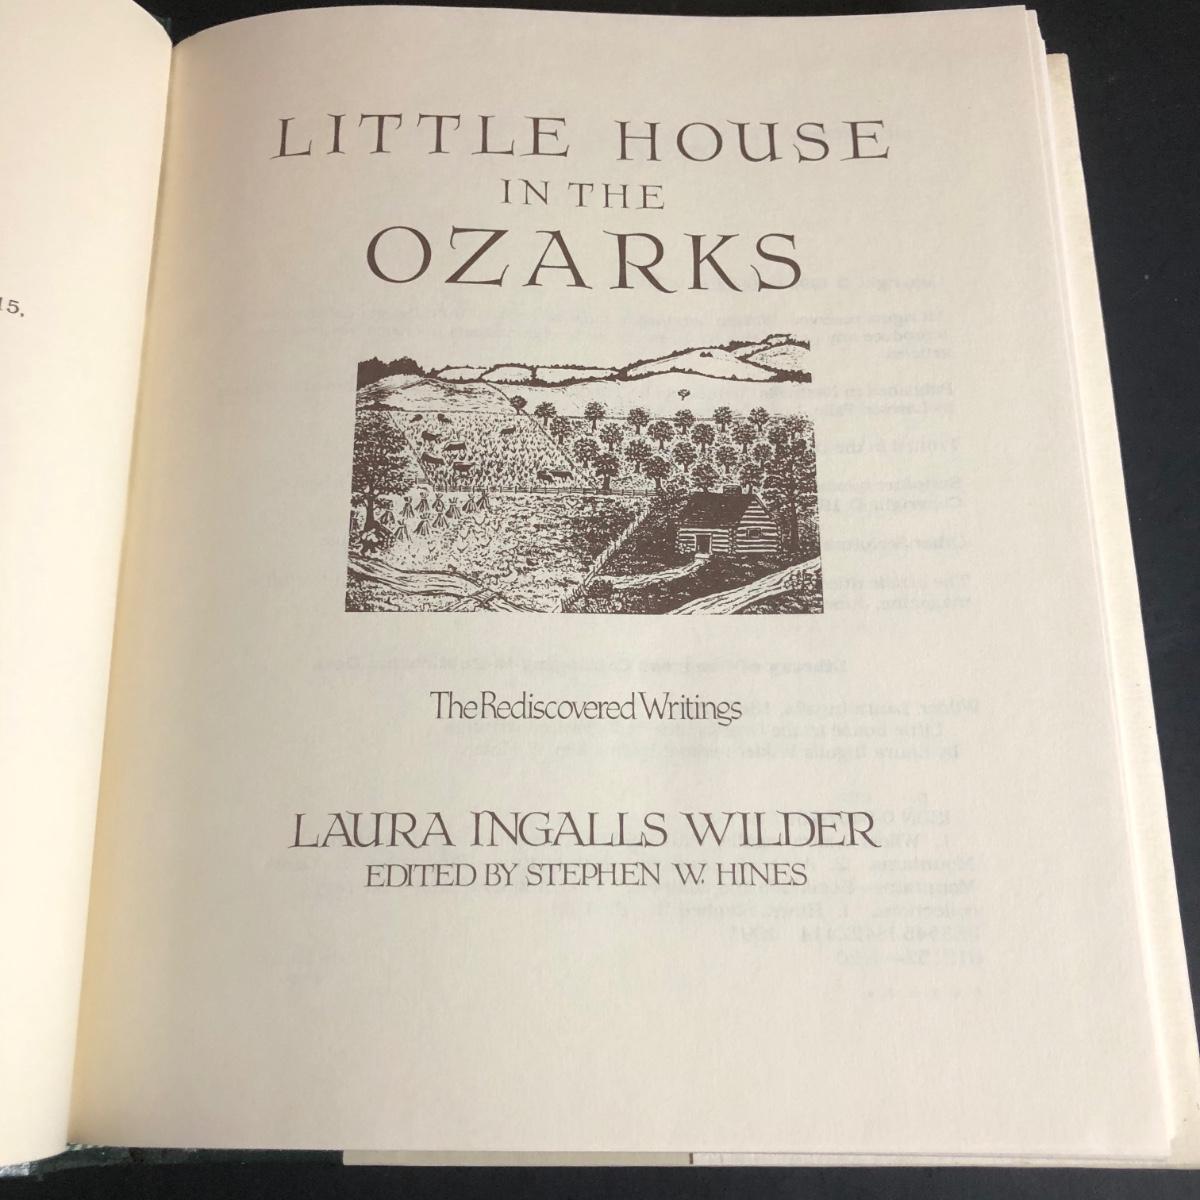 15,
LITTLE HOUSE
IN THE
OZARKS
The Rediscovered Writings
LAURA INGALLS WILDER
EDITED BY STEPHEN W. HINES